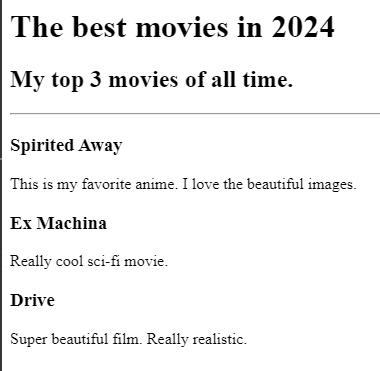 The best movies in 2024
My top 3 movies of all time.
Spirited Away
This is my favorite anime. I love the beautiful images.
Ex Machina
Really cool sci-fi movie.
Drive
Super beautiful film. Really realistic.